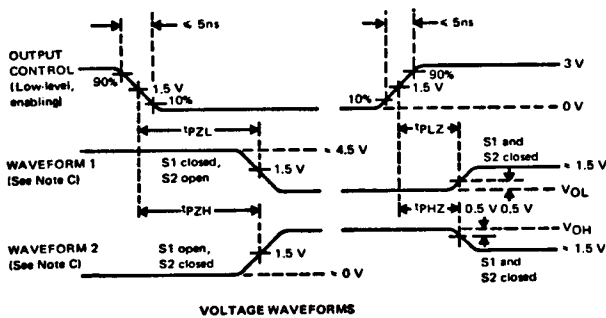 ≤ 5ns
≤ 5ns
OUTPUT
CONTROL
(Low-level,
enabling)
90%
1.5 V
10%
10%
1.5 V
90%
3 V
0 V
tPZL
tPLZ
WAVEFORM 1
(See Note C)
S1 closed,
S2 open
≈ 4.5 V
1.5 V
S1 and
S2 closed
≈ 1.5 V
VOL
tPZH
tPHZ
0.5 V 0.5 V
WAVEFORM 2
(See Note C)
S1 open,
S2 closed
1.5 V
≈ 0 V
VOH
≈ 1.5 V
S1 and
S2 closed
VOLTAGE WAVEFORMS